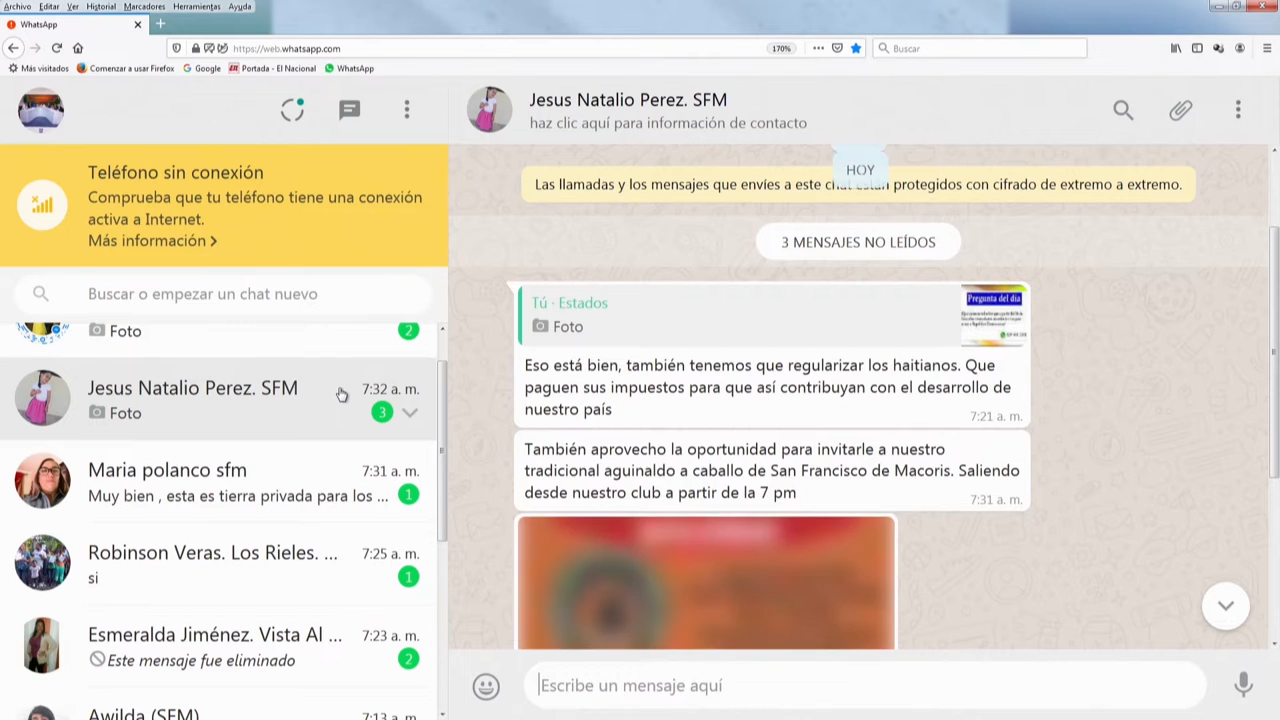 Archivo Editar Ver Historial Marcadores Herramientas Ayuda
WhatsApp
https://web.whatsapp.com
170%
Buscar
Más visitados Comenzar a usar Firefox Google Portada - El Nacional WhatsApp
Teléfono sin conexión
Comprueba que tu teléfono tiene una conexión
activa a Internet.
Más información
Buscar o empezar un chat nuevo
Foto
2
Jesus Natalio Perez. SFM
7:32 a. m.
Foto
3
Maria polanco sfm
7:31 a. m.
Muy bien , esta es tierra privada para los ...
1
Robinson Veras. Los Rieles. ...
7:25 a. m.
si
1
Esmeralda Jiménez. Vista Al ...
7:23 a. m.
Este mensaje fue eliminado
2
Awilda (SFM)
7:13 a. m.
Jesus Natalio Perez. SFM
haz clic aquí para información de contacto
HOY
Las llamadas y los mensajes que envíes a este chat están protegidos con cifrado de extremo a extremo.
3 MENSAJES NO LEÍDOS
Tú · Estados
Foto
Pregunta del día
Eso está bien, también tenemos que regularizar los haitianos. Que
paguen sus impuestos para que así contribuyan con el desarrollo de
nuestro país
7:21 a. m.
También aprovecho la oportunidad para invitarle a nuestro
tradicional aguinaldo a caballo de San Francisco de Macoris. Saliendo
desde nuestro club a partir de la 7 pm
7:31 a. m.
Escribe un mensaje aquí